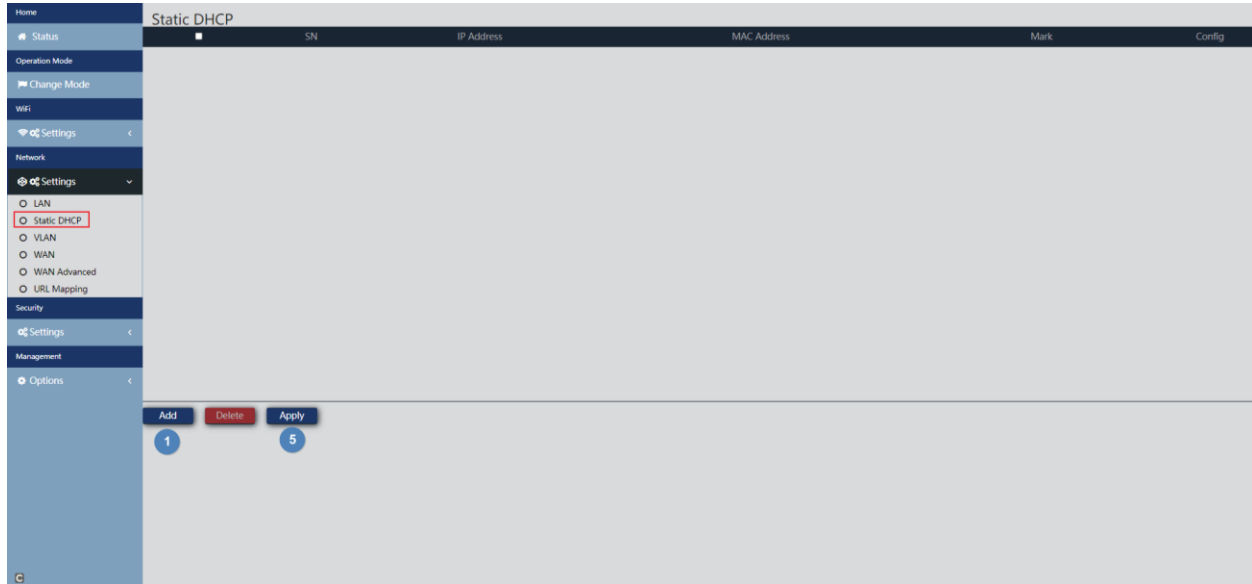 Home
Status
Operation Mode
Change Mode
WiFi
Settings
Network
Settings
LAN
Static DHCP
VLAN
WAN
WAN Advanced
URL Mapping
Security
Settings
Management
Options
Static DHCP
SN IP Address MAC Address Mark Config
Add Delete Apply
1 5